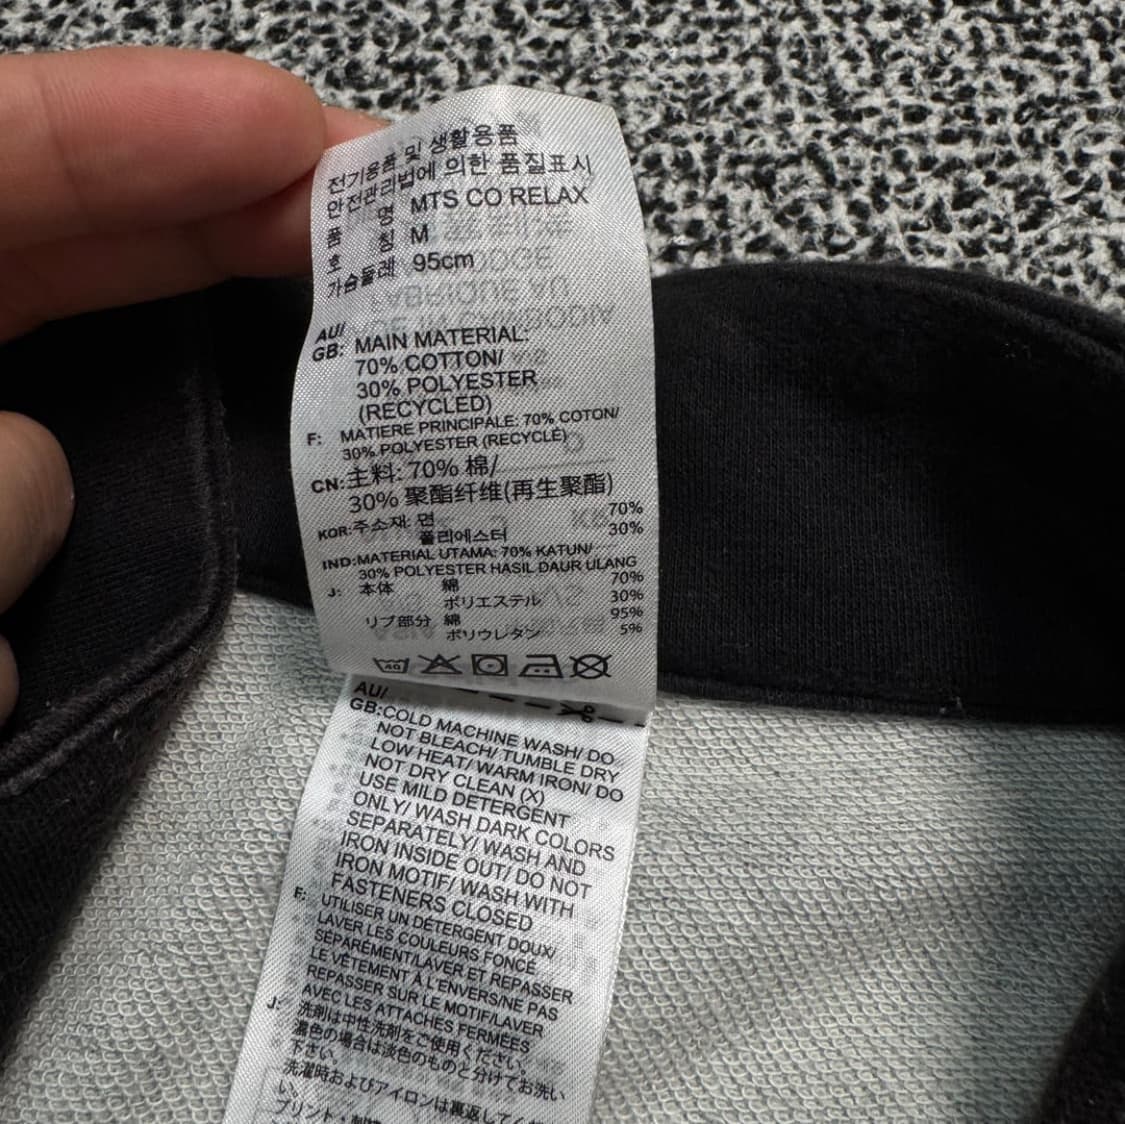 전기용품 및 생활용품
안전관리법에 의한 품질표시
품 명 MTS CO RELAX
호 칭 M
가슴둘레 95cm
AU/
GB: MAIN MATERIAL:
70% COTTON/
30% POLYESTER
(RECYCLED)
F: MATIERE PRINCIPALE: 70% COTON/
30% POLYESTER (RECYCLÉ)
CN: 主料: 70% 棉/
30% 聚酯纤维(再生聚酯)
KOR: 주소재: 면 70%
폴리에스터 30%
IND: MATERIAL UTAMA: 70% KATUN/
30% POLYESTER HASIL DAUR ULANG
J: 本体 綿 70%
ポリエステル 30%
リブ部分 綿 95%
ポリウレタン 5%
40
AU/
GB: COLD MACHINE WASH/ DO
NOT BLEACH/ TUMBLE DRY
LOW HEAT/ WARM IRON/ DO
NOT DRY CLEAN (X)
USE MILD DETERGENT
ONLY/ WASH DARK COLORS
SEPARATELY/ WASH AND
IRON INSIDE OUT/ DO NOT
IRON MOTIF/ WASH WITH
FASTENERS CLOSED
F: UTILISER UN DÉTERGENT DOUX/
LAVER LES COULEURS FONCÉ
SÉPARÉMENT/LAVER ET REPASSER
LE VÊTEMENT À L'ENVERS/NE PAS
REPASSER SUR LE MOTIF/LAVER
AVEC LES ATTACHES FERMÉES
J: 洗剤は中性洗剤をご使用ください。
濃色の場合は淡色のものと分けてお洗い
下さい。
洗濯時およびアイロンは裏返してくだ
い。
プリント・刺